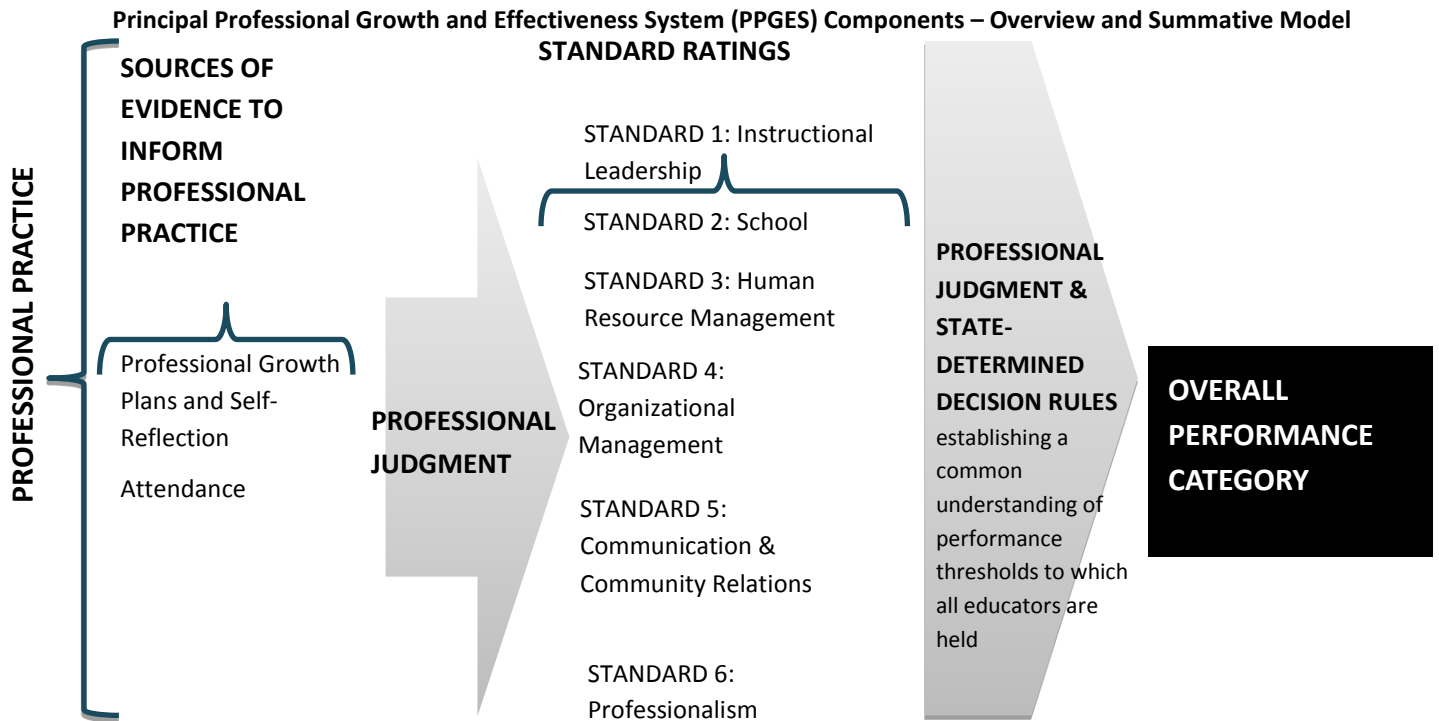 Principal Professional Growth and Effectiveness System (PPGES) Components – Overview and Summative Model
PROFESSIONAL PRACTICE
SOURCES OF
EVIDENCE TO
INFORM
PROFESSIONAL
PRACTICE
Professional Growth
Plans and Self-
Reflection
Attendance
PROFESSIONAL
JUDGMENT
STANDARD RATINGS
STANDARD 1: Instructional
Leadership
STANDARD 2: School
STANDARD 3: Human
Resource Management
STANDARD 4:
Organizational
Management
STANDARD 5:
Communication &
Community Relations
STANDARD 6:
Professionalism
PROFESSIONAL
JUDGMENT &
STATE-
DETERMINED
DECISION RULES
establishing a
common
understanding of
performance
thresholds to which
all educators are
held
OVERALL
PERFORMANCE
CATEGORY